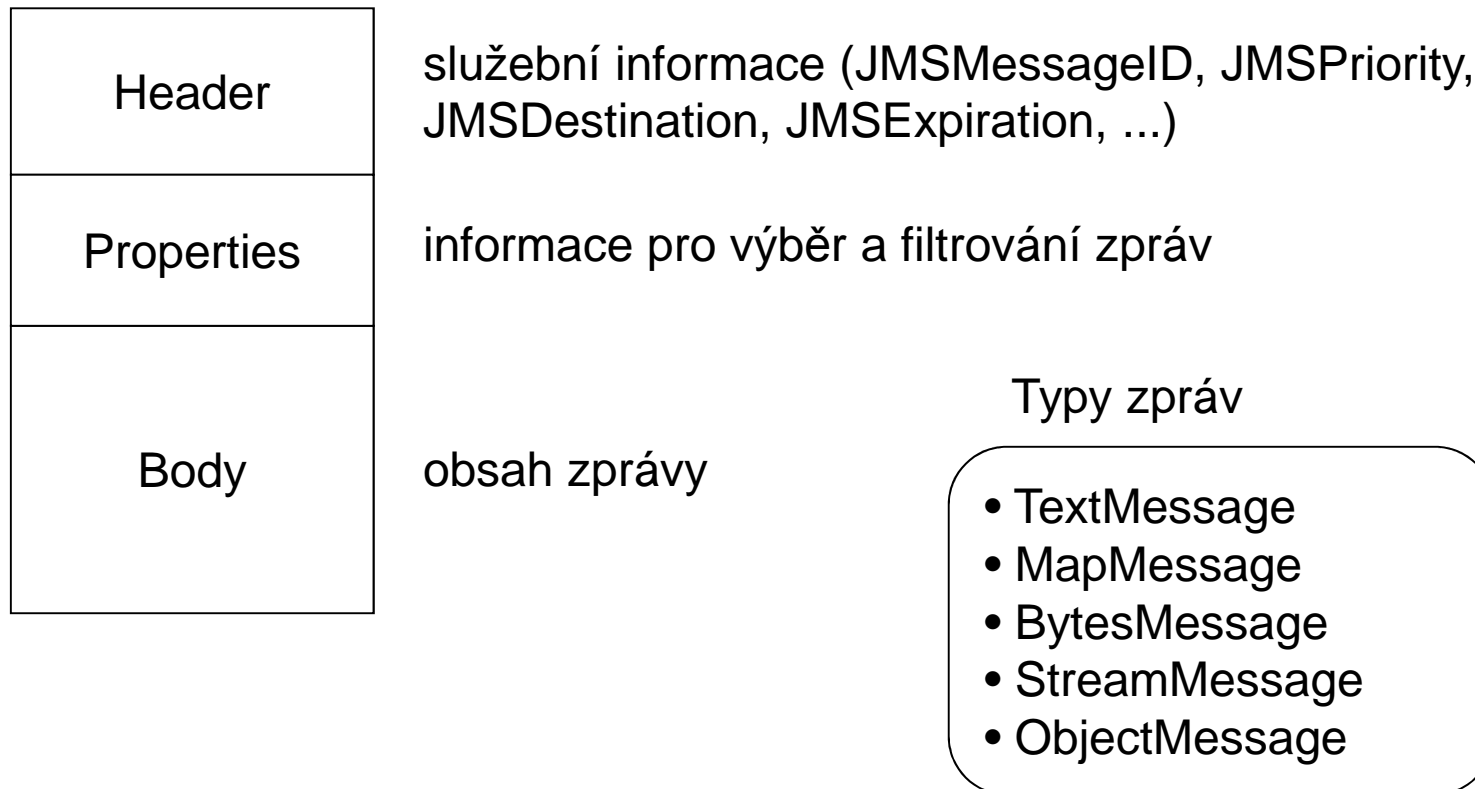 Header
služební informace (JMSMessageID, JMSPriority,
JMSDestination, JMSExpiration, ...)
Properties
informace pro výběr a filtrování zpráv
Body
obsah zprávy
Typy zpráv
• TextMessage
• MapMessage
• BytesMessage
• StreamMessage
• ObjectMessage